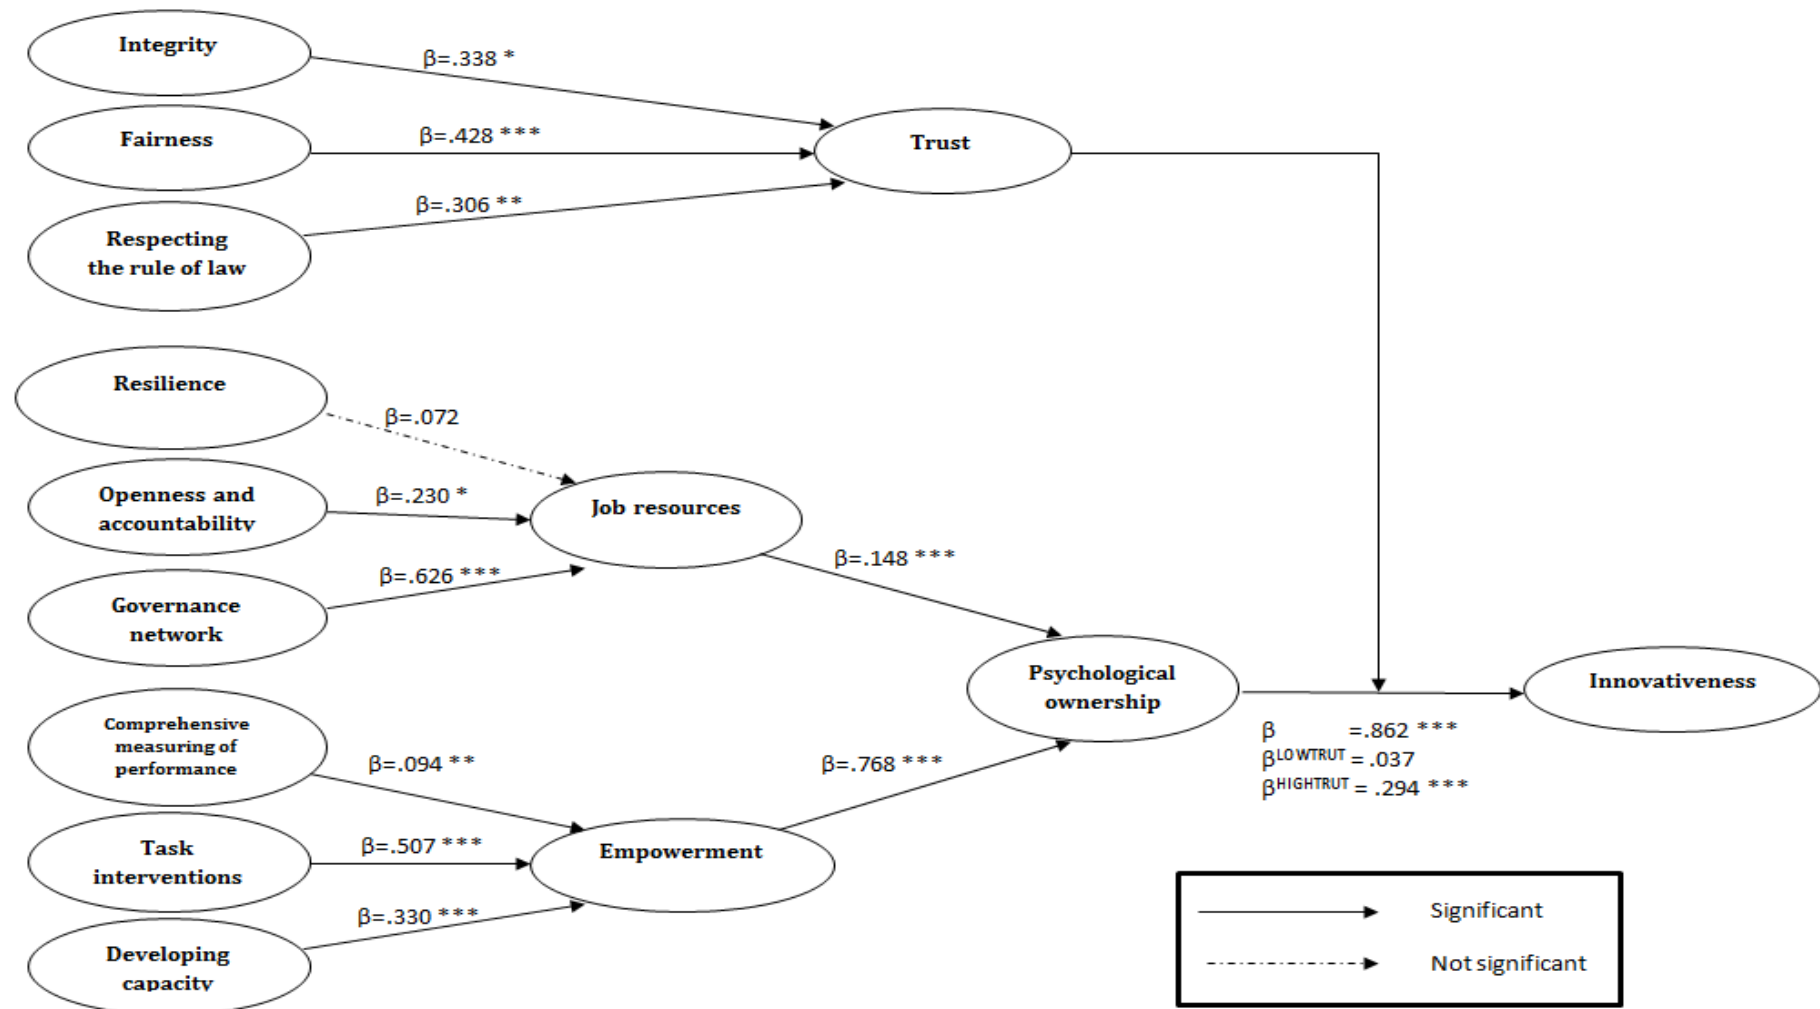 Integrity
β=.338 *
Fairness
β=.428 ***
Trust
Respecting
the rule of law
β=.306 **
Resilience
β=.072
Openness and
accountability
β=.230 *
Job resources
Governance
network
β=.626 ***
β=.148 ***
Psychological
ownership
Innovativeness
β =.862 ***
βLOWTRUT = .037
βHIGHTRUT = .294 ***
Comprehensive
measuring of
performance
β=.094 **
β=.768 ***
Task
interventions
β=.507 ***
Empowerment
Developing
capacity
β=.330 ***
Significant
Not significant